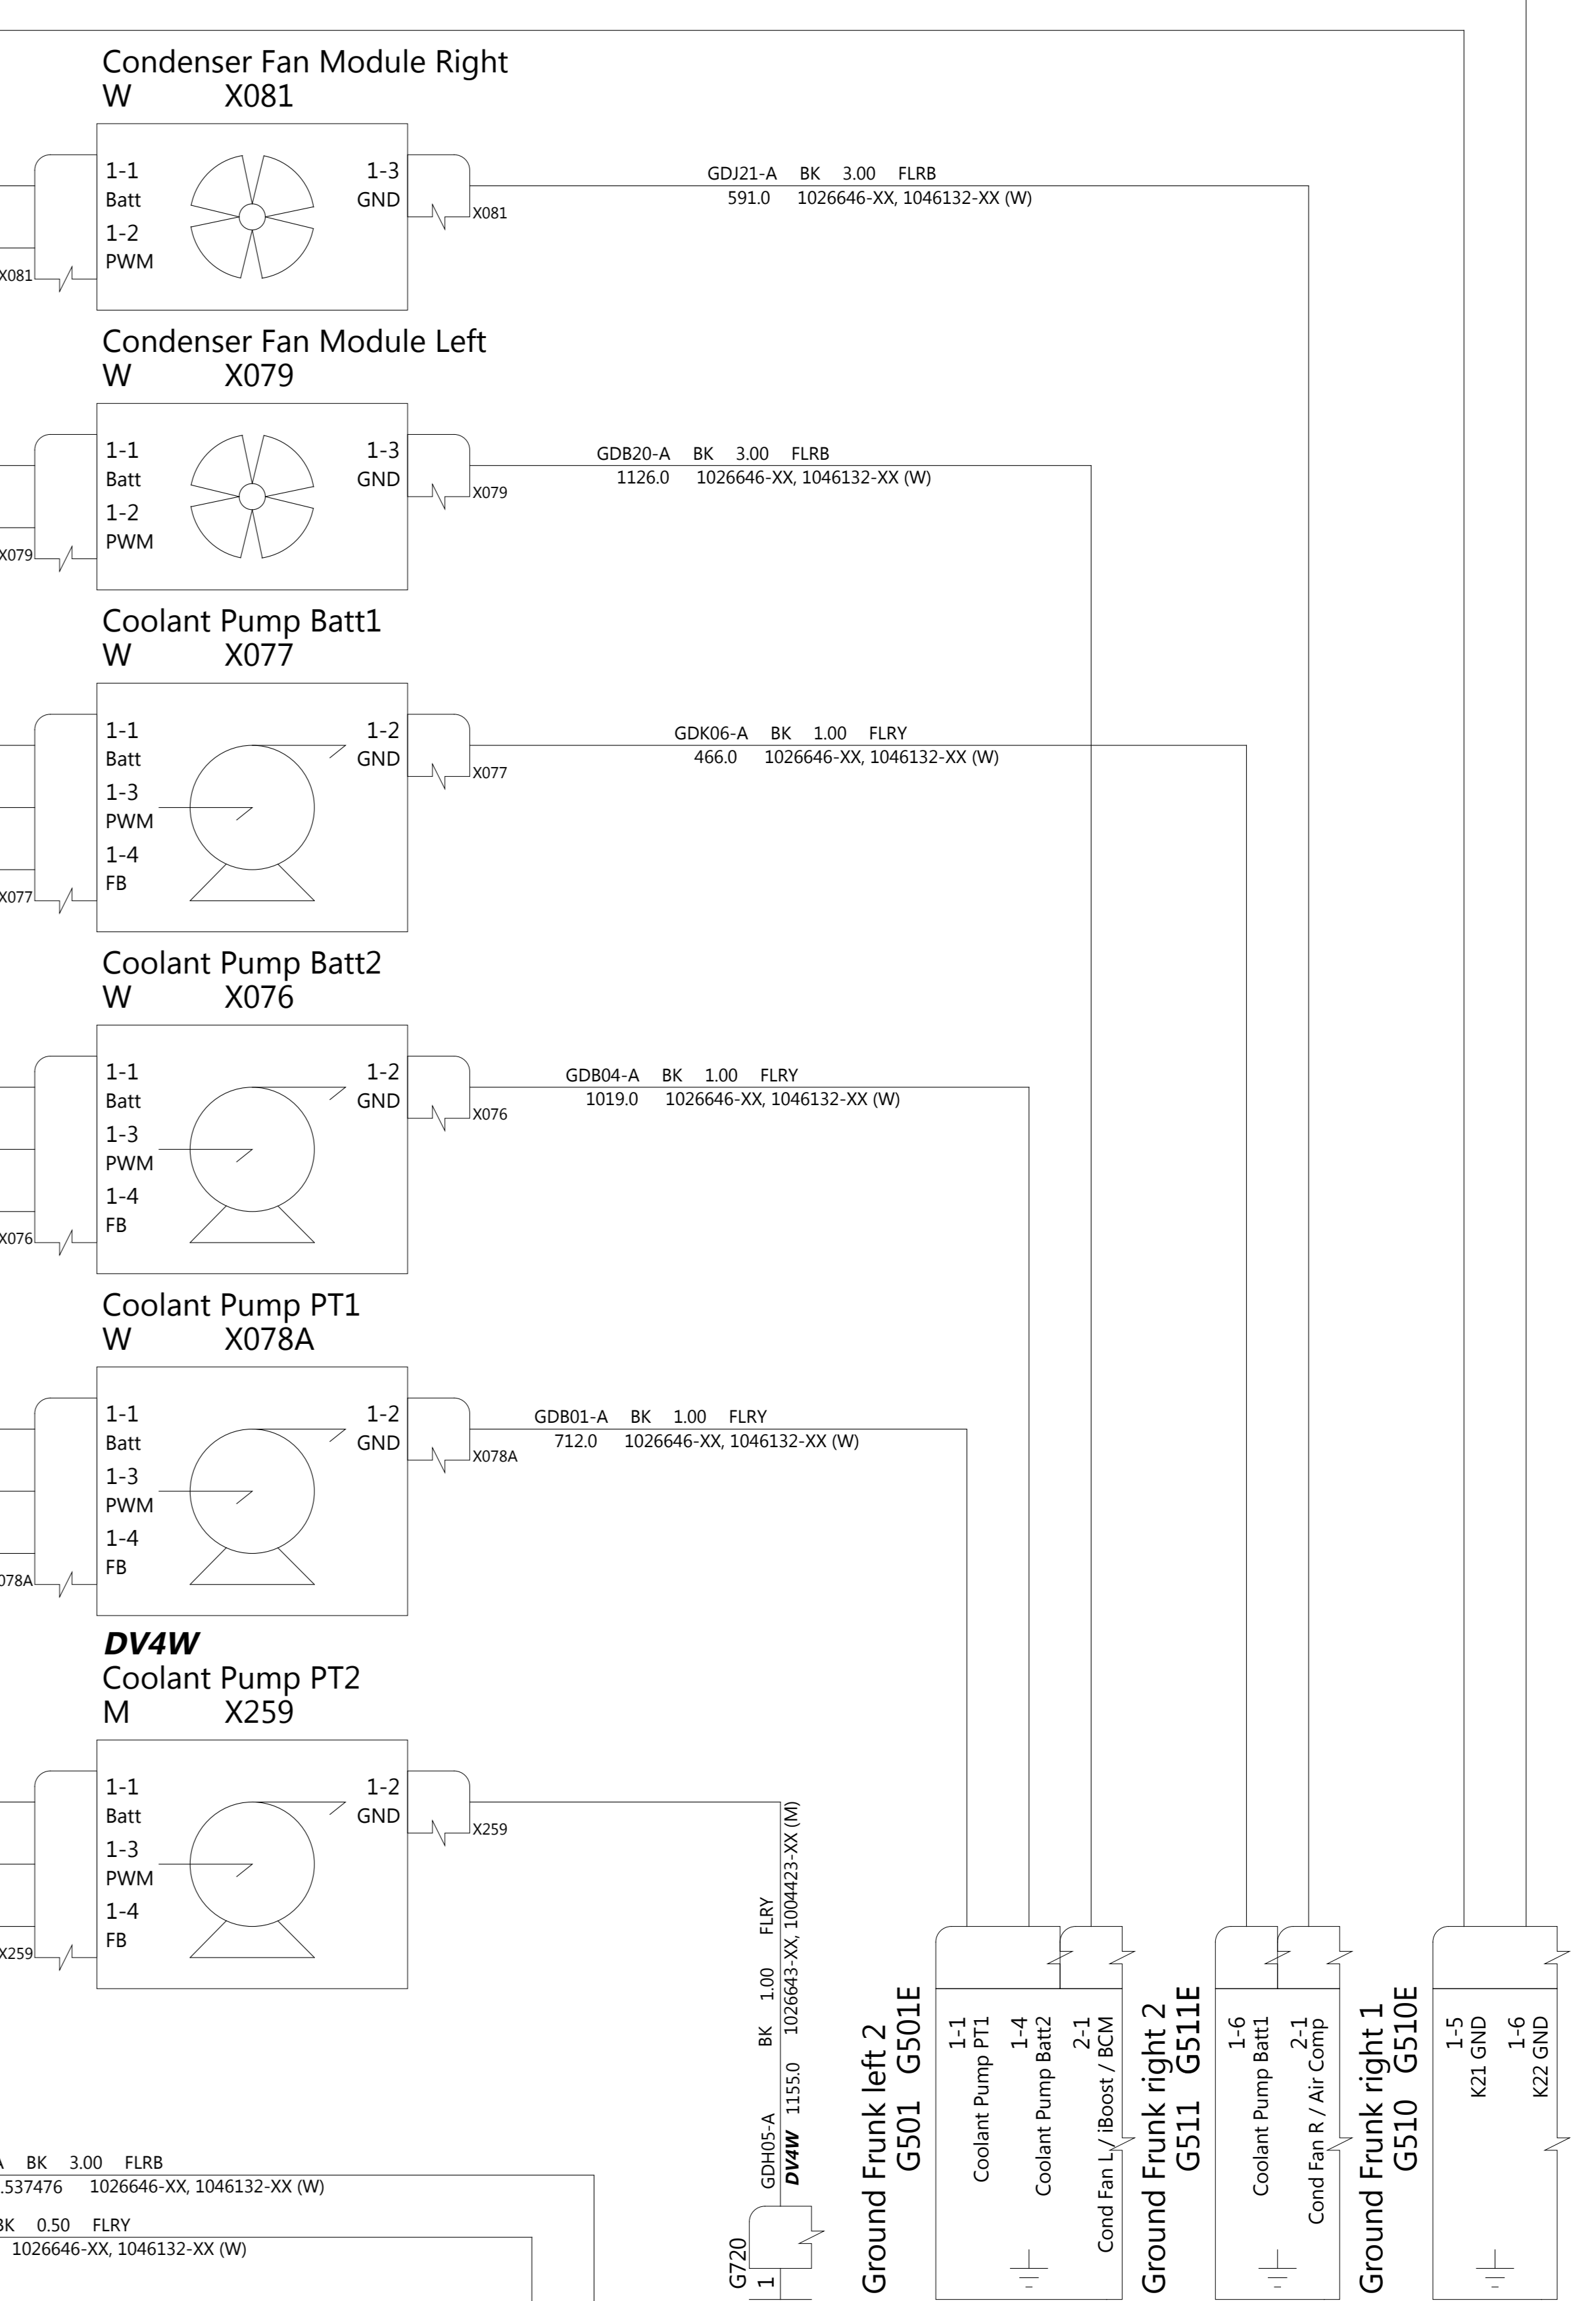 Condenser Fan Module Right
W X081
1-1
Batt
1-2
PWM
1-3
GND
X081
X081
GDJ21-A BK 3.00 FLRB
591.0 1026646-XX, 1046132-XX (W)
Condenser Fan Module Left
W X079
1-1
Batt
1-2
PWM
1-3
GND
X079
X079
GDB20-A BK 3.00 FLRB
1126.0 1026646-XX, 1046132-XX (W)
Coolant Pump Batt1
W X077
1-1
Batt
1-3
PWM
1-4
FB
1-2
GND
X077
X077
GDK06-A BK 1.00 FLRY
466.0 1026646-XX, 1046132-XX (W)
Coolant Pump Batt2
W X076
1-1
Batt
1-3
PWM
1-4
FB
1-2
GND
X076
X076
GDB04-A BK 1.00 FLRY
1019.0 1026646-XX, 1046132-XX (W)
Coolant Pump PT1
W X078A
1-1
Batt
1-3
PWM
1-4
FB
1-2
GND
078A
X078A
GDB01-A BK 1.00 FLRY
712.0 1026646-XX, 1046132-XX (W)
DV4W
Coolant Pump PT2
M X259
1-1
Batt
1-3
PWM
1-4
FB
1-2
GND
X259
X259
GDH05-A BK 1.00 FLRY
DV4W 1155.0 1026643-XX, 1004423-XX (M)
G720
1
Ground Frunk left 2
G501 G501E
1-1
Coolant Pump PT1
1-4
Coolant Pump Batt2
2-1
Cond Fan L / iBoost / BCM
Ground Frunk right 2
G511 G511E
1-6
Coolant Pump Batt1
2-1
Cond Fan R / Air Comp
Ground Frunk right 1
G510 G510E
1-5
K21 GND
1-6
K22 GND
BK 3.00 FLRB
.537476 1026646-XX, 1046132-XX (W)
BK 0.50 FLRY
1026646-XX, 1046132-XX (W)